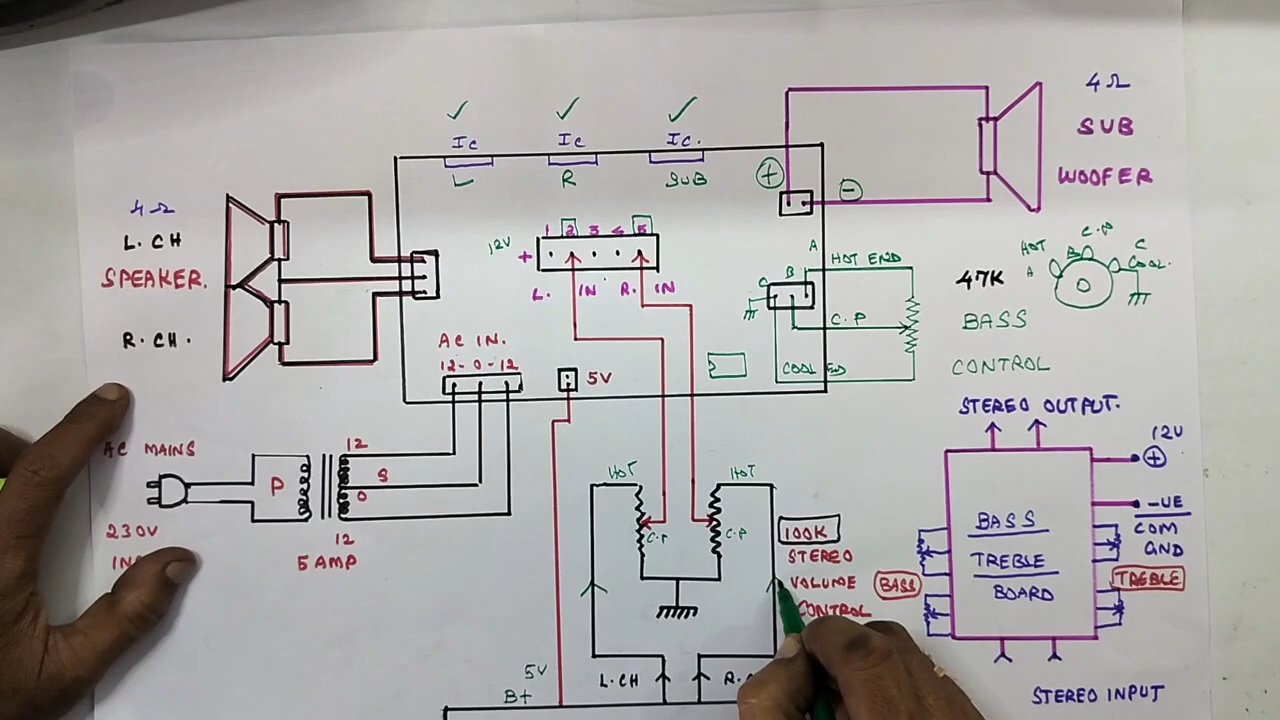 Ic Ic Ic.
L R SUB
4Ω
SUB
WOOFER
+
-
4Ω
L. CH
SPEAKER.
R. CH.
12V
+
1 2 3 4 5
L. IN R. IN
A
B
C
HOT END
C. P
COOL END
47K
BASS
CONTROL
HOT
A
C.P
B
C
COOL.
AC IN.
12-0-12
5V
AC MAINS
230V
P
12
S
0
12
5 AMP
HOT HOT
C.P C.P
100K
STEREO
VOLUME
CONTROL
5V
B+
L. CH
STEREO OUTPUT.
12V
+
-VE
COM
GND
BASS
TREBLE
BOARD
BASS
TREBLE
STEREO INPUT